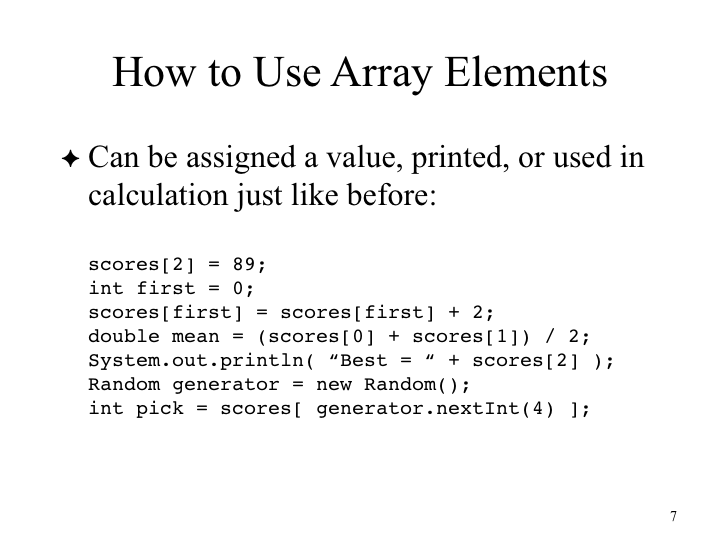 How to Use Array Elements
✦ Can be assigned a value, printed, or used in
calculation just like before:
scores[2] = 89;
int first = 0;
scores[first] = scores[first] + 2;
double mean = (scores[0] + scores[1]) / 2;
System.out.println( “Best = “ + scores[2] );
Random generator = new Random();
int pick = scores[ generator.nextInt(4) ];
7